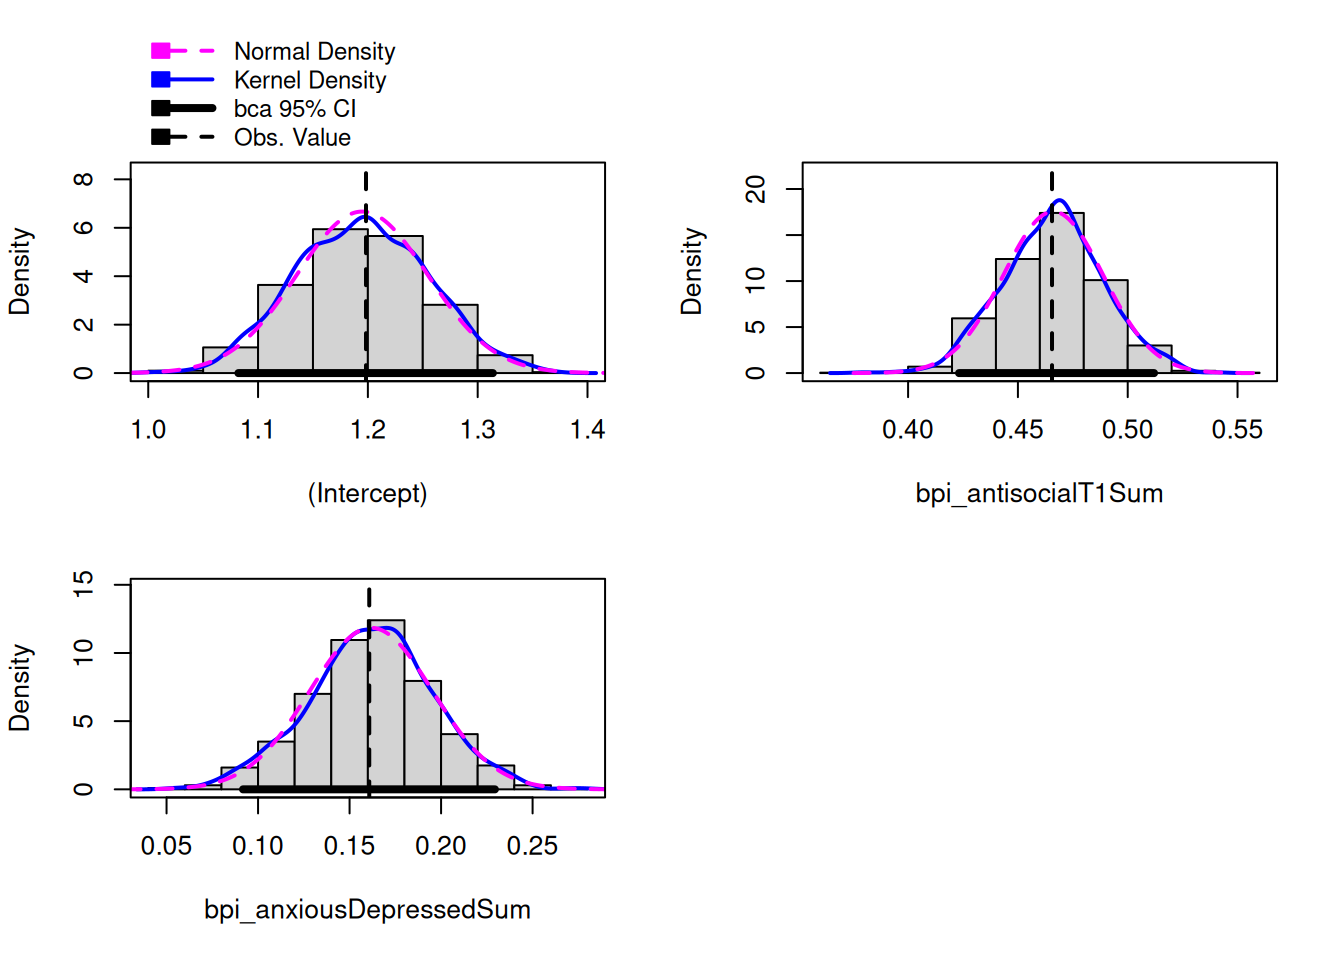 Normal Density
Kernel Density
bca 95% CI
Obs. Value
Density
8
6
4
2
0
1.0 1.1 1.2 1.3 1.4
(Intercept)
Density
20
10
5
0
0.40 0.45 0.50 0.55
bpi_antisocialT1Sum
Density
15
10
5
0
0.05 0.10 0.15 0.20 0.25
bpi_anxiousDepressedSum